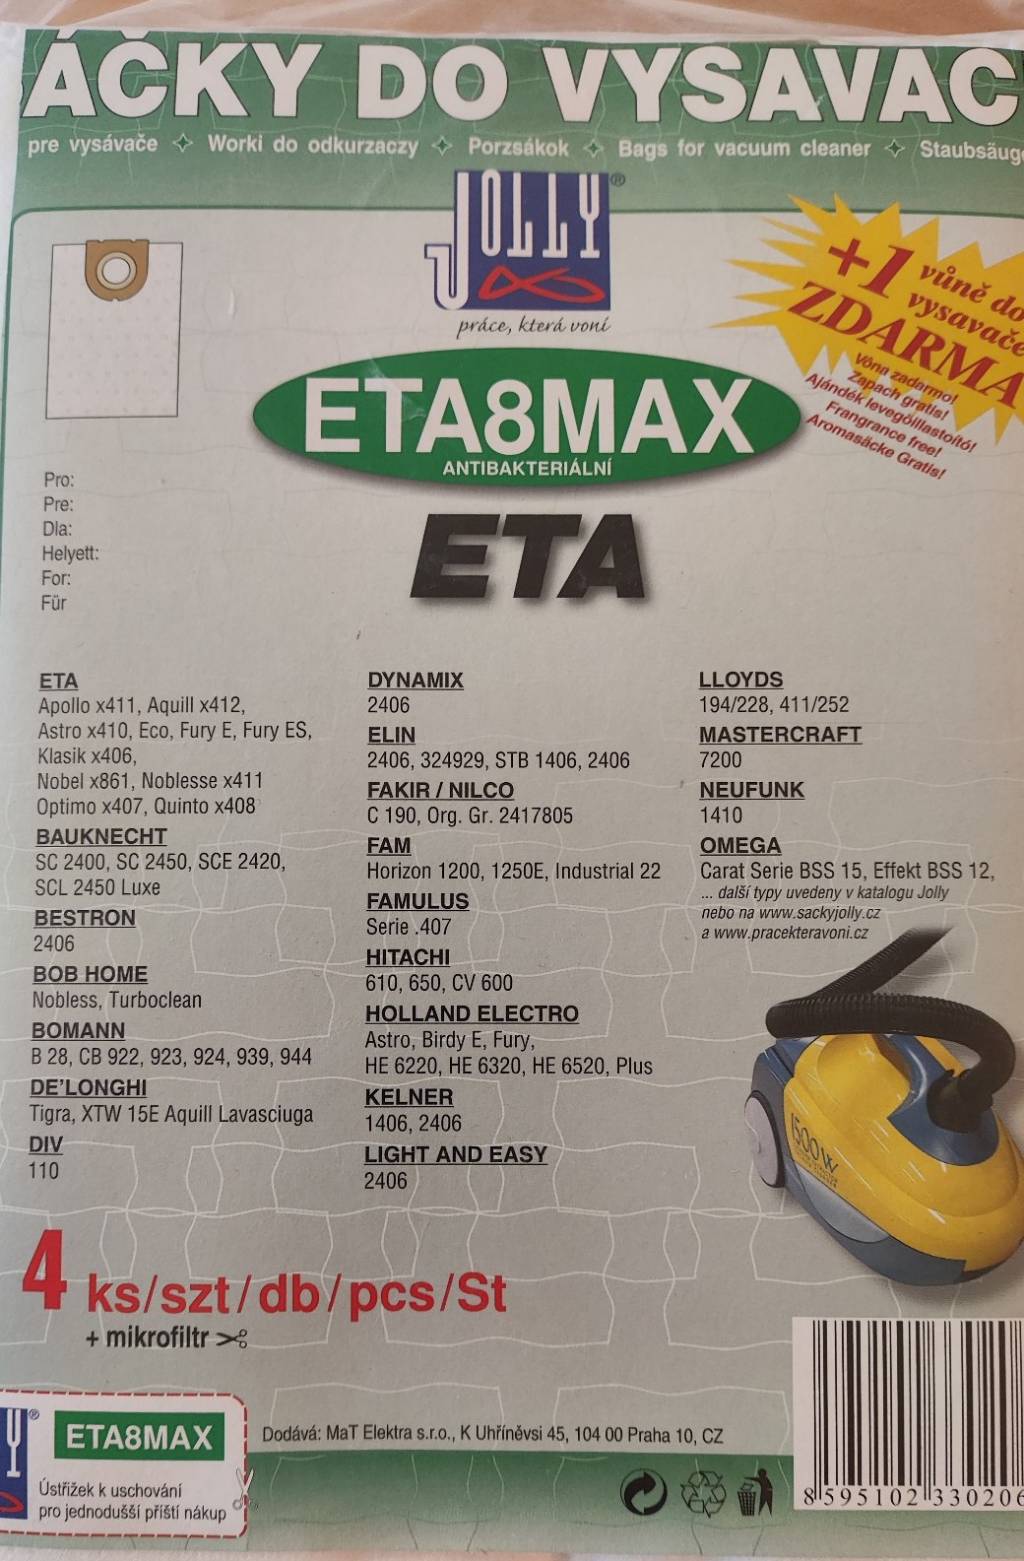 ÁČKY DO VYSAVAČ
pre vysávače ✦ Worki do odkurzaczy ✦ Porzsákok ✦ Bags for vacuum cleaner ✦ Staubsäuge
JOLLY®
práce, která voní
+1 vůně do
vysavače
ZDARMA
Vôna zadarmo!
Zapach gratis!
Ajándék levegőillastoító!
Frangrance free!
Aromasäcke Gratis!
ETA8MAX
ANTIBAKTERIÁLNÍ
ETA
Pro:
Pre:
Dla:
Helyett:
For:
Für
ETA
Apollo x411, Aquill x412,
Astro x410, Eco, Fury E, Fury ES,
Klasik x406,
Nobel x861, Noblesse x411
Optimo x407, Quinto x408
BAUKNECHT
SC 2400, SC 2450, SCE 2420,
SCL 2450 Luxe
BESTRON
2406
BOB HOME
Nobless, Turboclean
BOMANN
B 28, CB 922, 923, 924, 939, 944
DE'LONGHI
Tigra, XTW 15E Aquill Lavasciuga
DIV
110
DYNAMIX
2406
ELIN
2406, 324929, STB 1406, 2406
FAKIR / NILCO
C 190, Org. Gr. 2417805
FAM
Horizon 1200, 1250E, Industrial 22
FAMULUS
Serie .407
HITACHI
610, 650, CV 600
HOLLAND ELECTRO
Astro, Birdy E, Fury,
HE 6220, HE 6320, HE 6520, Plus
KELNER
1406, 2406
LIGHT AND EASY
2406
LLOYDS
194/228, 411/252
MASTERCRAFT
7200
NEUFUNK
1410
OMEGA
Carat Serie BSS 15, Effekt BSS 12,
... další typy uvedeny v katalogu Jolly
nebo na www.sackyjolly.cz
a www.pracekteravoni.cz
1500W
4 ks/szt/db/pcs/St
+ mikrofiltr
Y®
ETA8MAX
Ústřižek k uschování
pro jednodušší příští nákup
Dodává: MaT Elektra s.r.o., K Uhříněvsi 45, 104 00 Praha 10, CZ
8 595102 330206